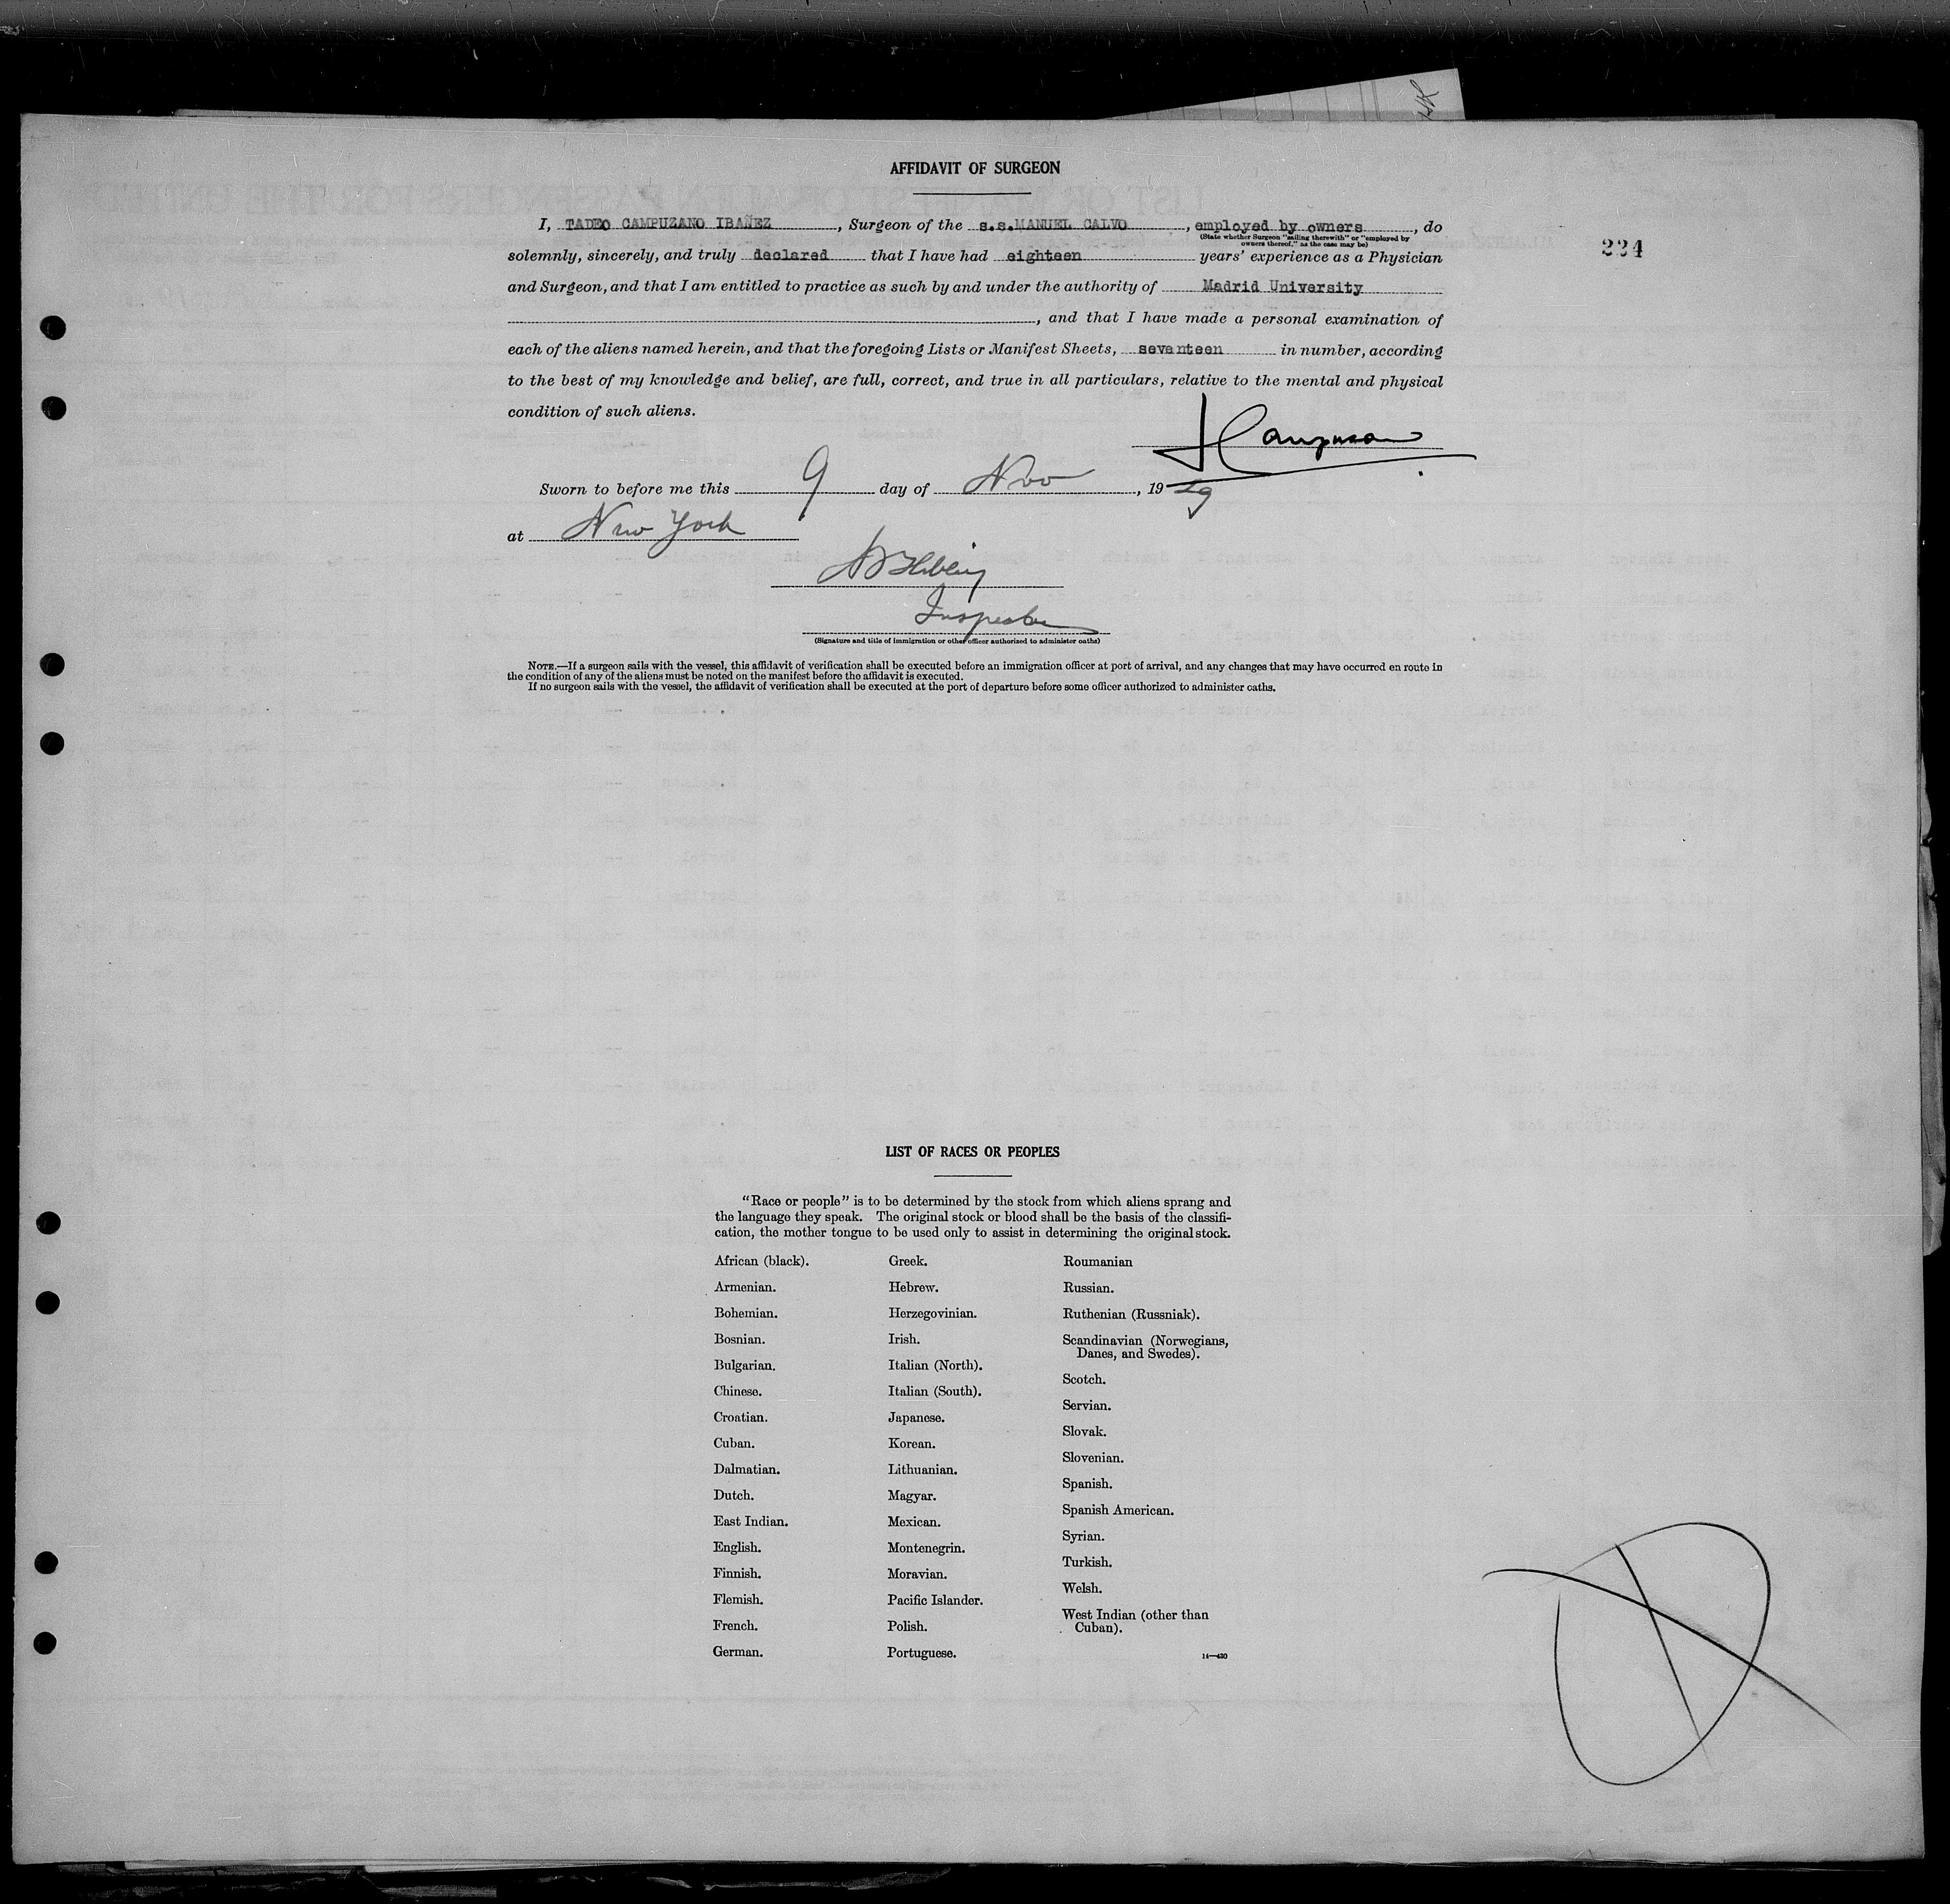 AFFIDAVIT OF SURGEON
I, TADEO CAMPUZANO IBAÑEZ, Surgeon of the s.s.MANUEL CALVO, employed by owners, do
(State whether Surgeon "sailing therewith" or "employed by
owners thereof," as the case may be)
224
solemnly, sincerely, and truly declared that I have had eighteen years' experience as a Physician
and Surgeon, and that I am entitled to practice as such by and under the authority of Madrid University
, and that I have made a personal examination of
each of the aliens named herein, and that the foregoing Lists or Manifest Sheets, seventeen in number, according
to the best of my knowledge and belief, are full, correct, and true in all particulars, relative to the mental and physical
condition of such aliens.
Sworn to before me this 9 day of Nov, 19
at New York
Inspector
(Signature and title of immigration or other officer authorized to administer oaths)
NOTE.—If a surgeon sails with the vessel, this affidavit of verification shall be executed before an immigration officer at port of arrival, and any changes that may have occurred en route in
the condition of any of the aliens must be noted on the manifest before the affidavit is executed.
If no surgeon sails with the vessel, the affidavit of verification shall be executed at the port of departure before some officer authorized to administer oaths.
LIST OF RACES OR PEOPLES
"Race or people" is to be determined by the stock from which aliens sprang and
the language they speak. The original stock or blood shall be the basis of the classifi-
cation, the mother tongue to be used only to assist in determining the original stock.
African (black).
Armenian.
Bohemian.
Bosnian.
Bulgarian.
Chinese.
Croatian.
Cuban.
Dalmatian.
Dutch.
East Indian.
English.
Finnish.
Flemish.
French.
German.
Greek.
Hebrew.
Herzegovinian.
Irish.
Italian (North).
Italian (South).
Japanese.
Korean.
Lithuanian.
Magyar.
Mexican.
Montenegrin.
Moravian.
Pacific Islander.
Polish.
Portuguese.
Roumanian
Russian.
Ruthenian (Russniak).
Scandinavian (Norwegians,
Danes, and Swedes).
Scotch.
Servian.
Slovak.
Slovenian.
Spanish.
Spanish American.
Syrian.
Turkish.
Welsh.
West Indian (other than
Cuban).
14—430